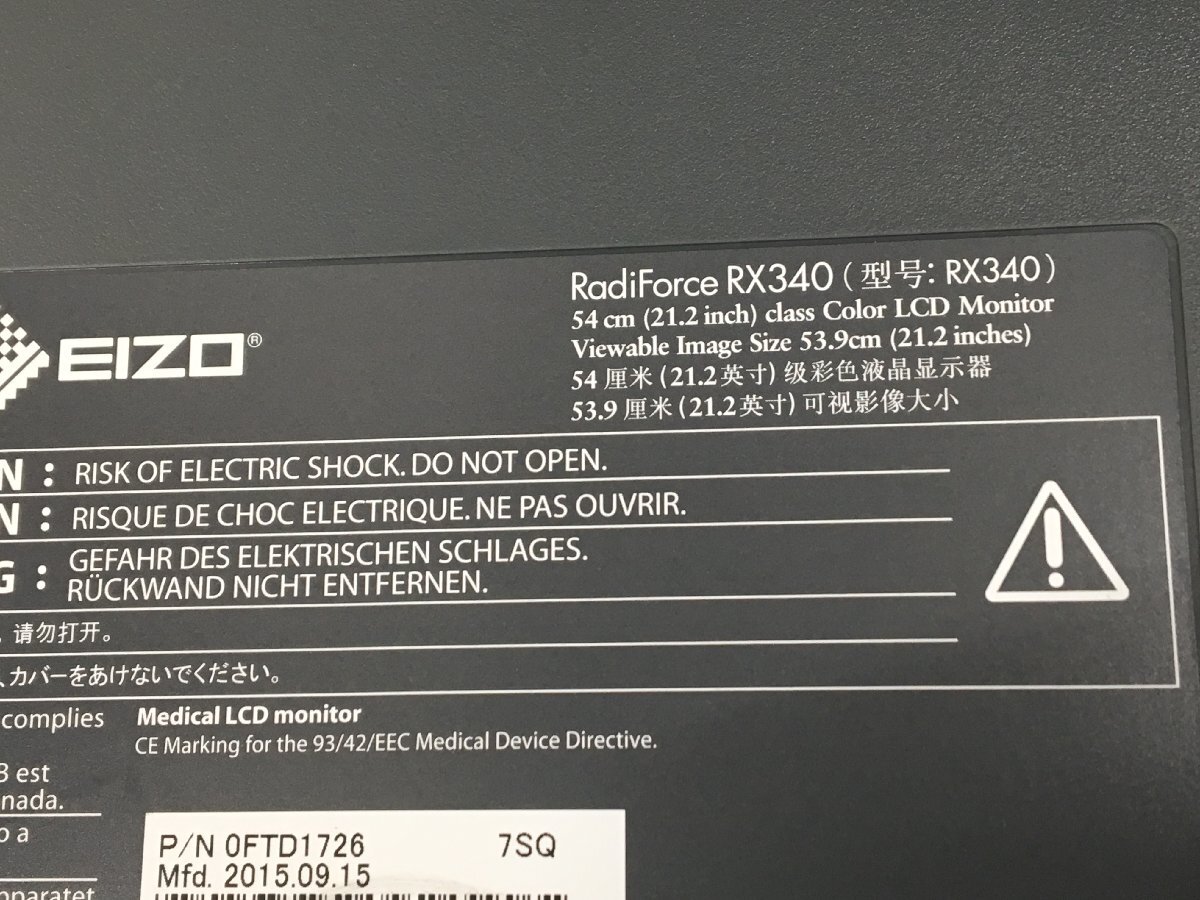 RadiForce RX340 (型号: RX340)
54 cm (21.2 inch) class Color LCD Monitor
Viewable Image Size 53.9cm (21.2 inches)
54 厘米 (21.2英寸) 级彩色液晶显示器
53.9 厘米 (21.2英寸) 可视影像大小
EIZO®
N : RISK OF ELECTRIC SHOCK. DO NOT OPEN.
N : RISQUE DE CHOC ELECTRIQUE. NE PAS OUVRIR.
G : GEFAHR DES ELEKTRISCHEN SCHLAGES.
RÜCKWAND NICHT ENTFERNEN.
, 请勿打开。
、カバーをあけないでください。
complies
Medical LCD monitor
CE Marking for the 93/42/EEC Medical Device Directive.
B est
nada.
o a
pparatet
P/N 0FTD1726 7SQ
Mfd. 2015.09.15